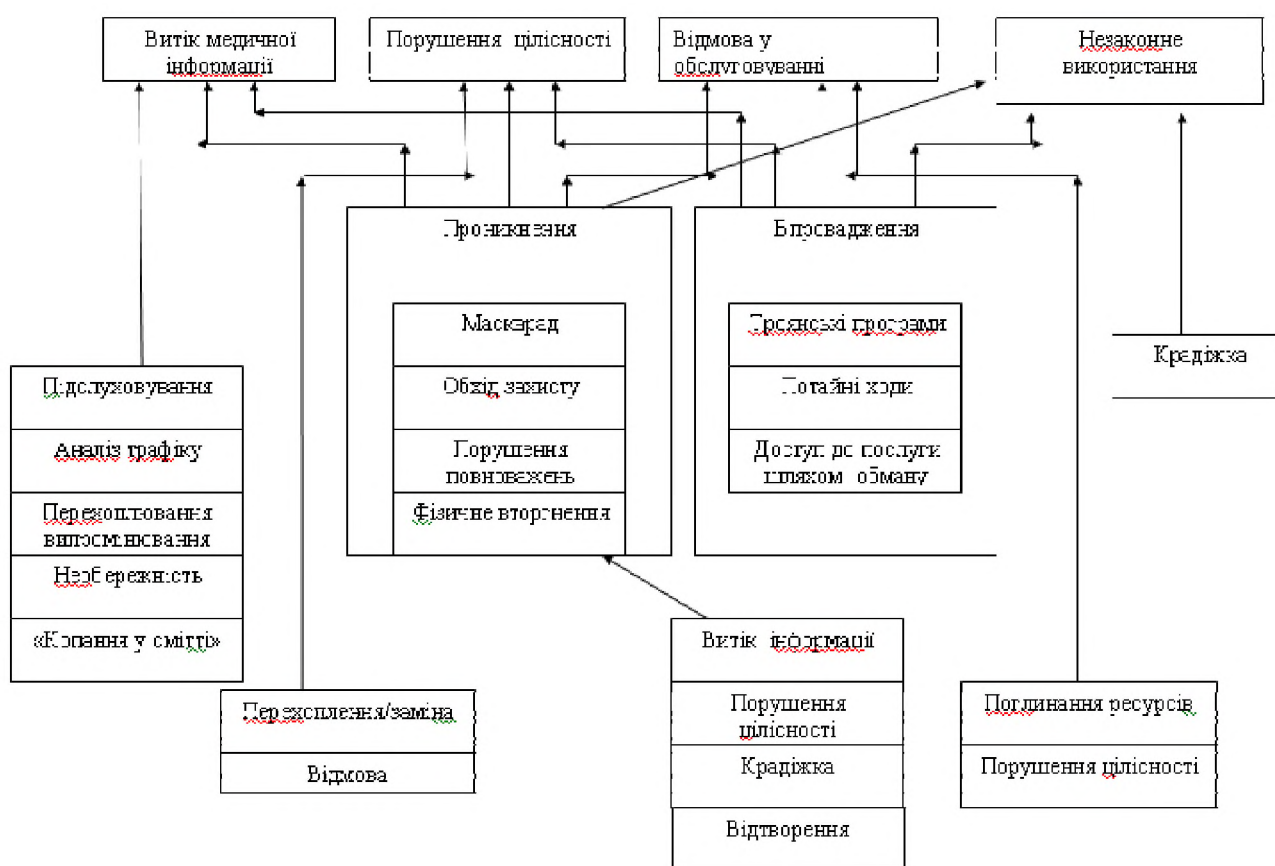 Витік медичної
інформації
Порушення цілісності
Відмова у
обслуговуванні
Незаконне
використання
Проникнення
Впровадження
Маскарад
Обхід захисту
Порушення
повноважень
Фізичне вторгнення
Троянські програми
Потайні ходи
Доступ до послуги
шляхом обману
Крадіжка
Підслуховування
Аналіз трафіку
Перехоплювання
випромінювання
Необережність
«Копання у смітті»
Перехоплення/заміна
Відмова
Витік інформації
Порушення
цілісності
Крадіжка
Відтворення
Поглинання ресурсів
Порушення цілісності